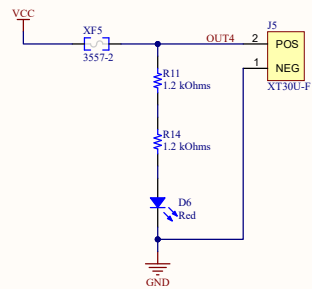 VCC
XF5
3557-2
OUT4
J5
2 POS
1 NEG
XT30U-F
R11
1.2 kOhms
R14
1.2 kOhms
D6
Red
GND